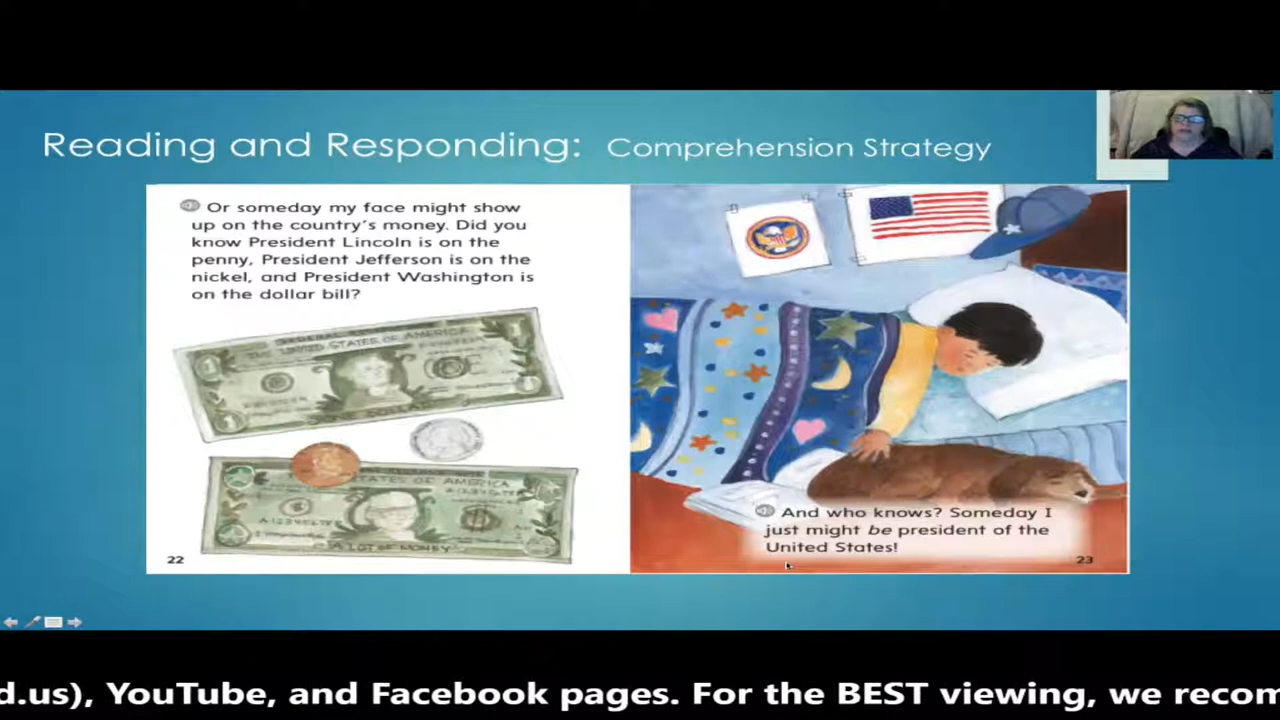 Reading and Responding: Comprehension Strategy
Or someday my face might show
up on the country's money. Did you
know President Lincoln is on the
penny, President Jefferson is on the
nickel, and President Washington is
on the dollar bill?
THE UNITED STATES OF AMERICA
STATES OF AMERICA
A LOT OF MONEY
22
And who knows? Someday I
just might be president of the
United States!
23
d.us), YouTube, and Facebook pages. For the BEST viewing, we recom